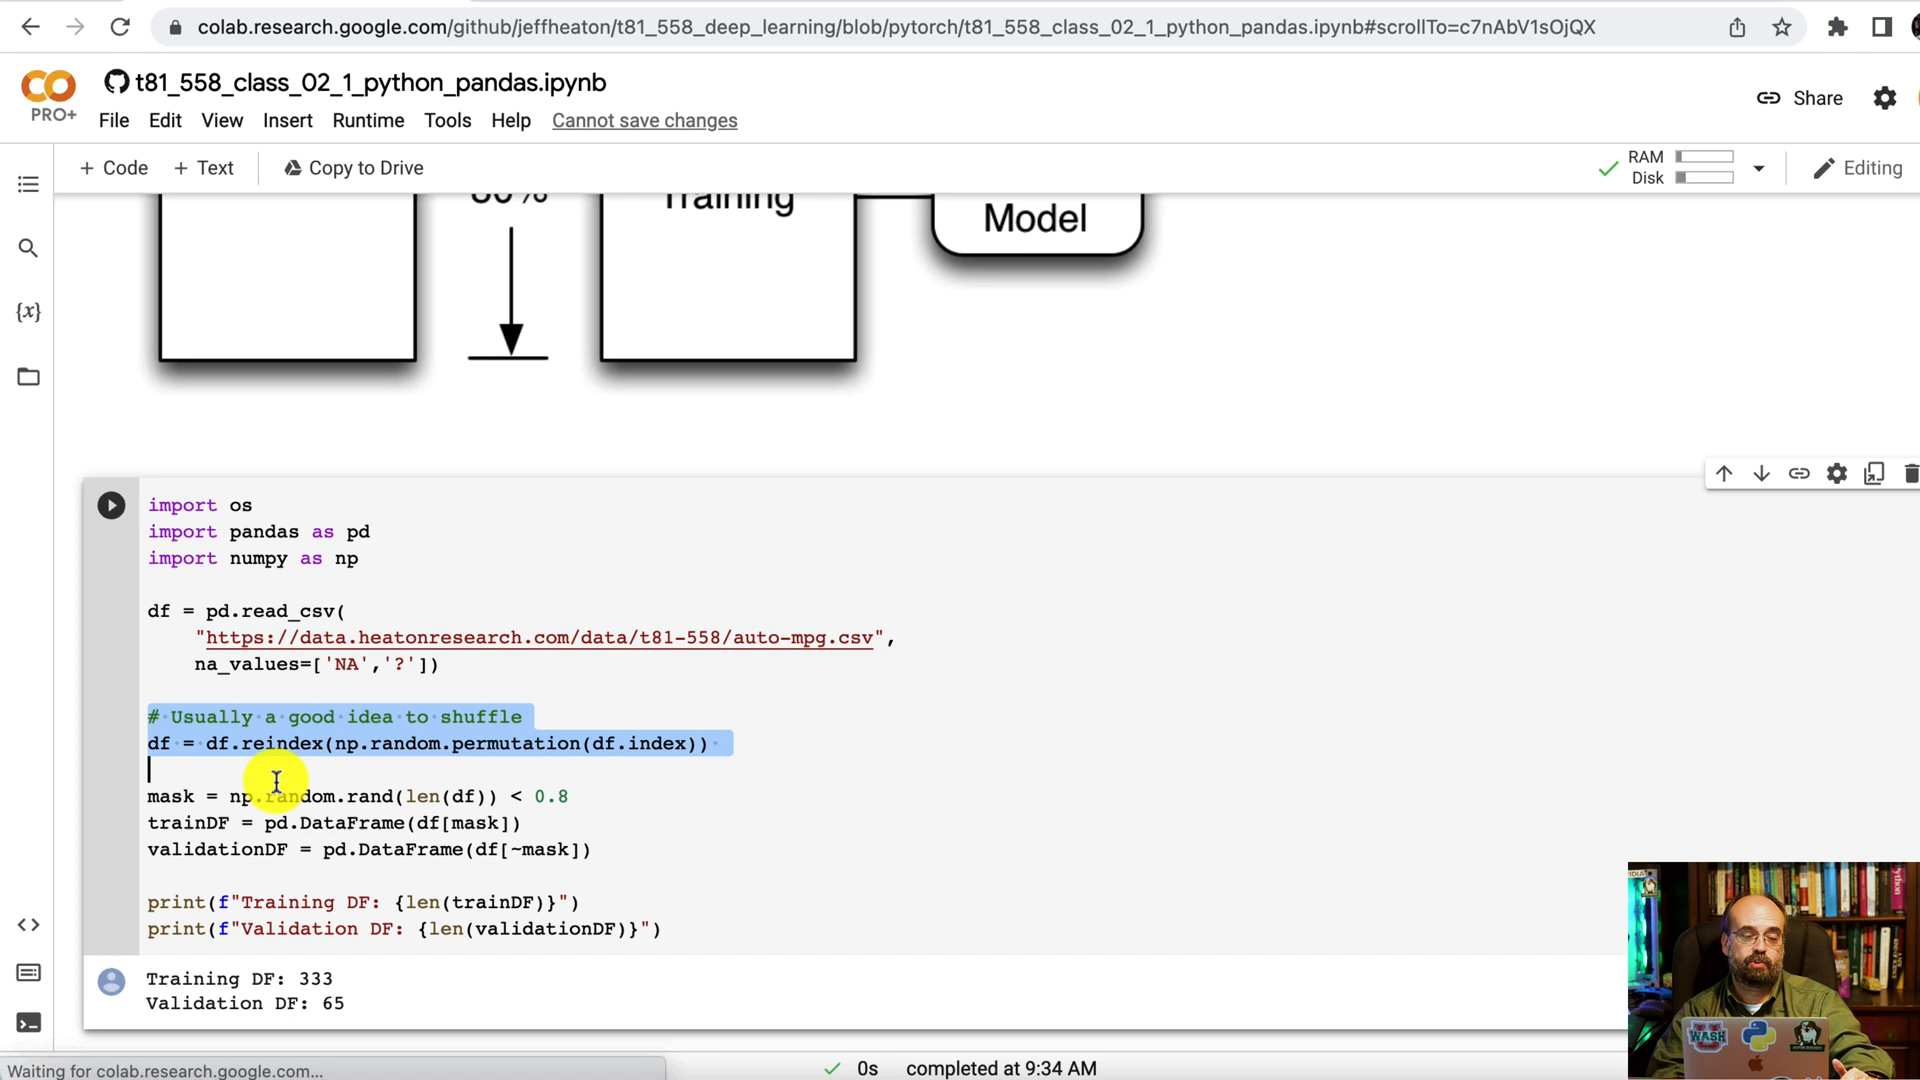 colab.research.google.com/github/jeffheaton/t81_558_deep_learning/blob/pytorch/t81_558_class_02_1_python_pandas.ipynb#scrollTo=c7nAbV1sOjQX
t81_558_class_02_1_python_pandas.ipynb
PRO+
File Edit View Insert Runtime Tools Help Cannot save changes
Share
+ Code + Text Copy to Drive
RAM
Disk
Editing
80%
Training
Model
{x}
import os
import pandas as pd
import numpy as np
df = pd.read_csv(
"https://data.heatonresearch.com/data/t81-558/auto-mpg.csv",
na_values=['NA','?'])
# Usually a good idea to shuffle
df = df.reindex(np.random.permutation(df.index))
mask = np.random.rand(len(df)) < 0.8
trainDF = pd.DataFrame(df[mask])
validationDF = pd.DataFrame(df[~mask])
print(f"Training DF: {len(trainDF)}")
print(f"Validation DF: {len(validationDF)}")
Training DF: 333
Validation DF: 65
WASH
Waiting for colab.research.google.com...
0s completed at 9:34 AM